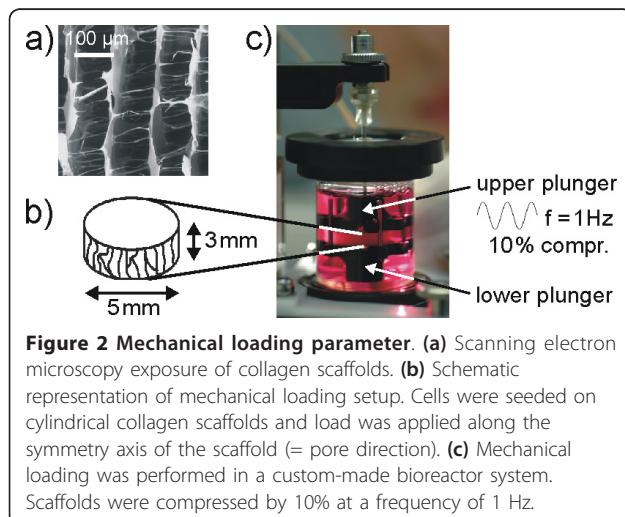 a)
100 µm
c)
b)
3mm
5mm
upper plunger
f = 1Hz
10% compr.
lower plunger
Figure 2 Mechanical loading parameter. (a) Scanning electron
microscopy exposure of collagen scaffolds. (b) Schematic
representation of mechanical loading setup. Cells were seeded on
cylindrical collagen scaffolds and load was applied along the
symmetry axis of the scaffold (= pore direction). (c) Mechanical
loading was performed in a custom-made bioreactor system.
Scaffolds were compressed by 10% at a frequency of 1 Hz.